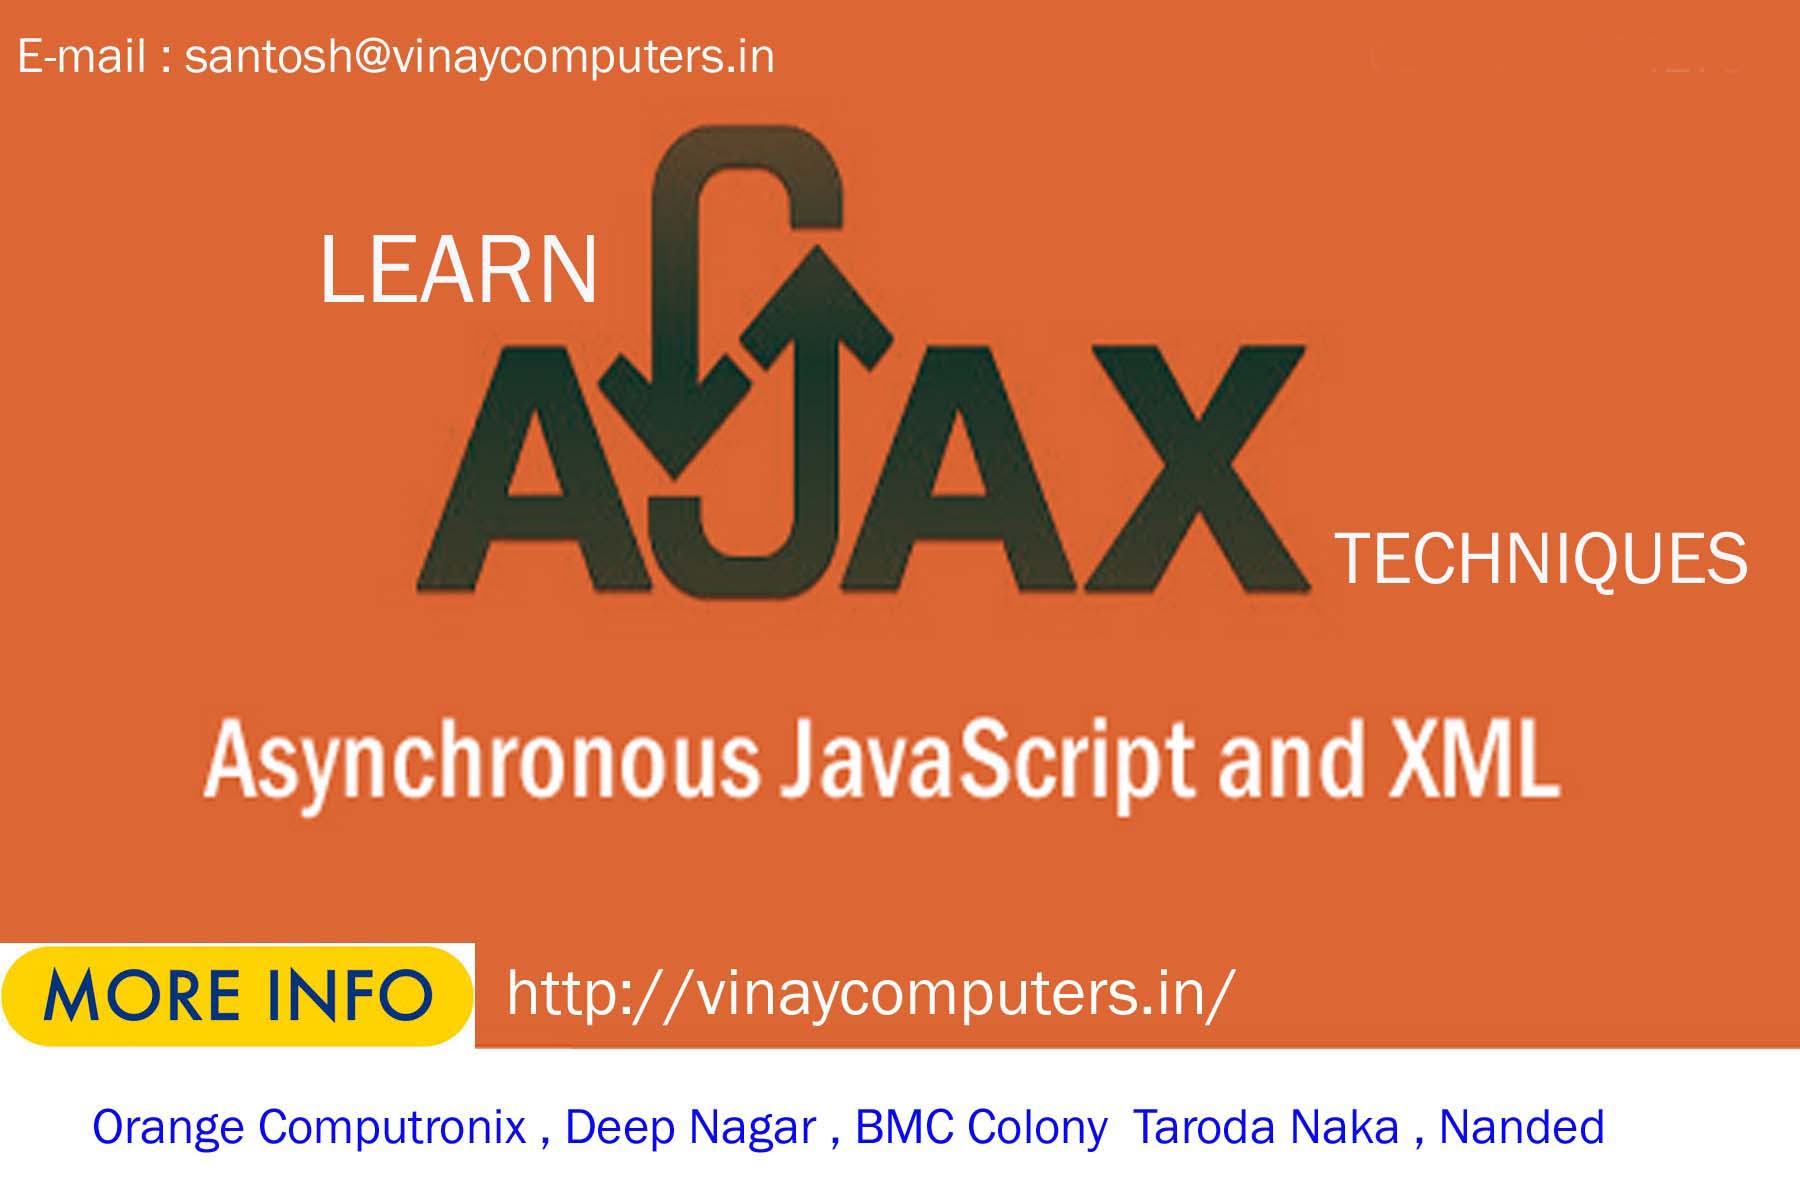 E-mail : santosh@vinaycomputers.in
LEARN
AJAX
TECHNIQUES
Asynchronous JavaScript and XML
MORE INFO
http://vinaycomputers.in/
Orange Computronix , Deep Nagar , BMC Colony  Taroda Naka , Nanded